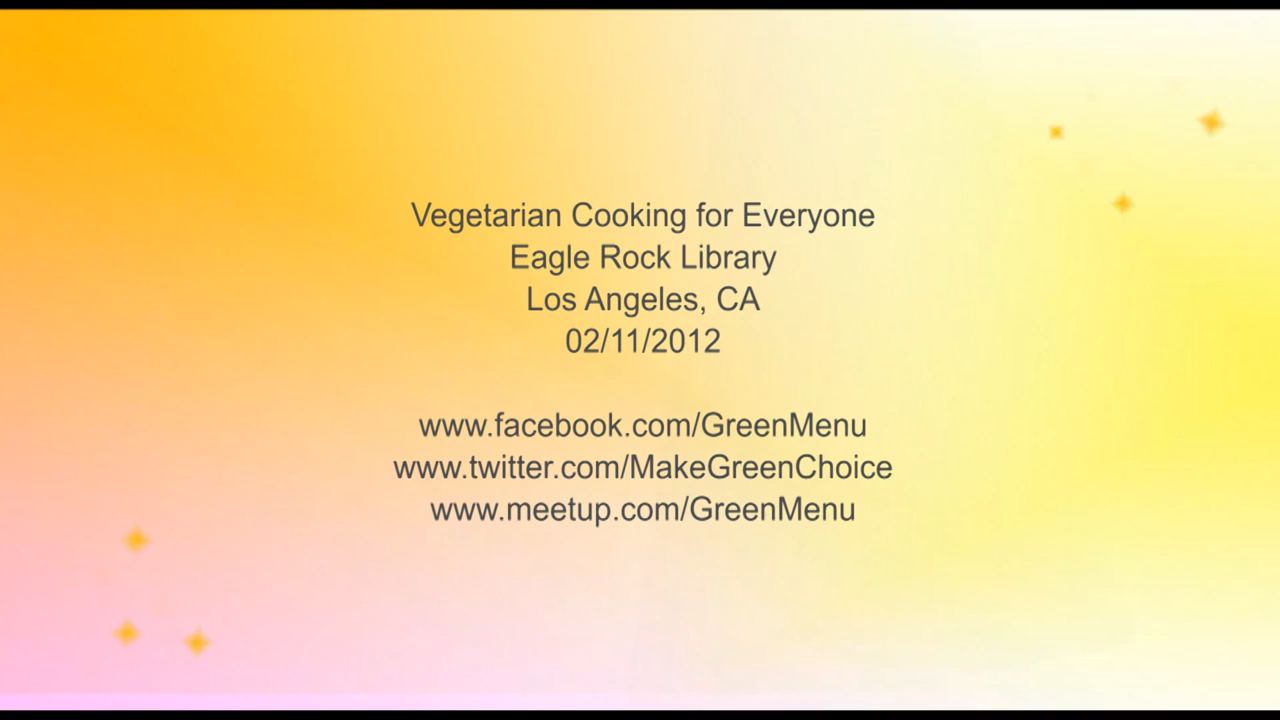 Vegetarian Cooking for Everyone
Eagle Rock Library
Los Angeles, CA
02/11/2012
www.facebook.com/GreenMenu
www.twitter.com/MakeGreenChoice
www.meetup.com/GreenMenu